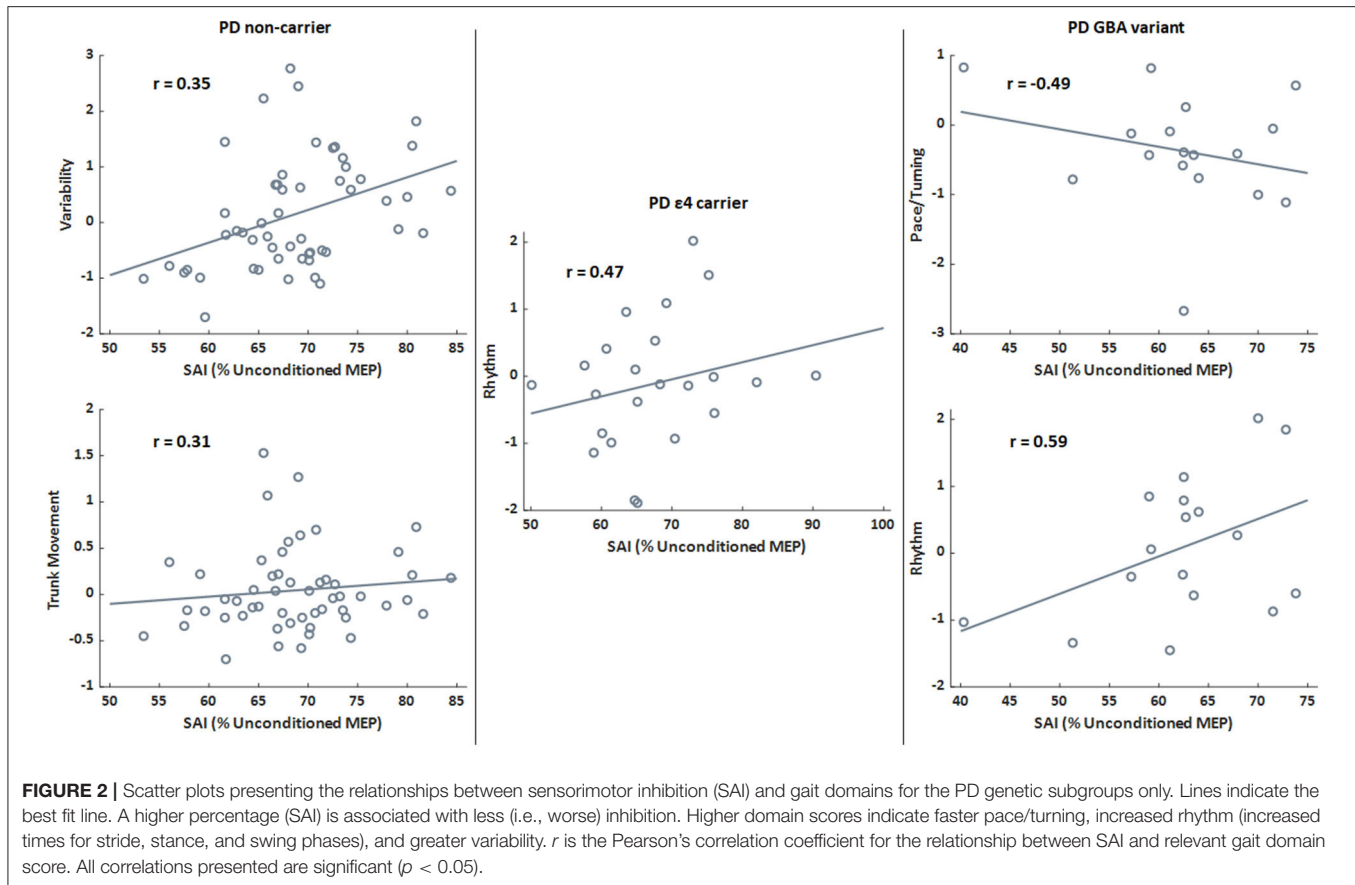 PD non-carrier
r = 0.35
3
2
1
0
-1
-2
Variability
50 55 60 65 70 75 80 85
SAI (% Unconditioned MEP)
r = 0.31
2
1.5
1
0.5
0
-0.5
-1
Trunk Movement
50 55 60 65 70 75 80 85
SAI (% Unconditioned MEP)
PD ε4 carrier
r = 0.47
2
1
0
-1
-2
Rhythm
50 60 70 80 90 100
SAI (% Unconditioned MEP)
PD GBA variant
r = -0.49
1
0
-1
-2
-3
Pace/Tuming
40 45 50 55 60 65 70 75
SAI (% Unconditioned MEP)
r = 0.59
2
1
0
-1
-2
Rhythm
40 45 50 55 60 65 70 75
SAI (% Unconditioned MEP)
FIGURE 2 | Scatter plots presenting the relationships between sensorimotor inhibition (SAI) and gait domains for the PD genetic subgroups only. Lines indicate the
best fit line. A higher percentage (SAI) is associated with less (i.e., worse) inhibition. Higher domain scores indicate faster pace/turning, increased rhythm (increased
times for stride, stance, and swing phases), and greater variability. r is the Pearson's correlation coefficient for the relationship between SAI and relevant gait domain
score. All correlations presented are significant (p < 0.05).